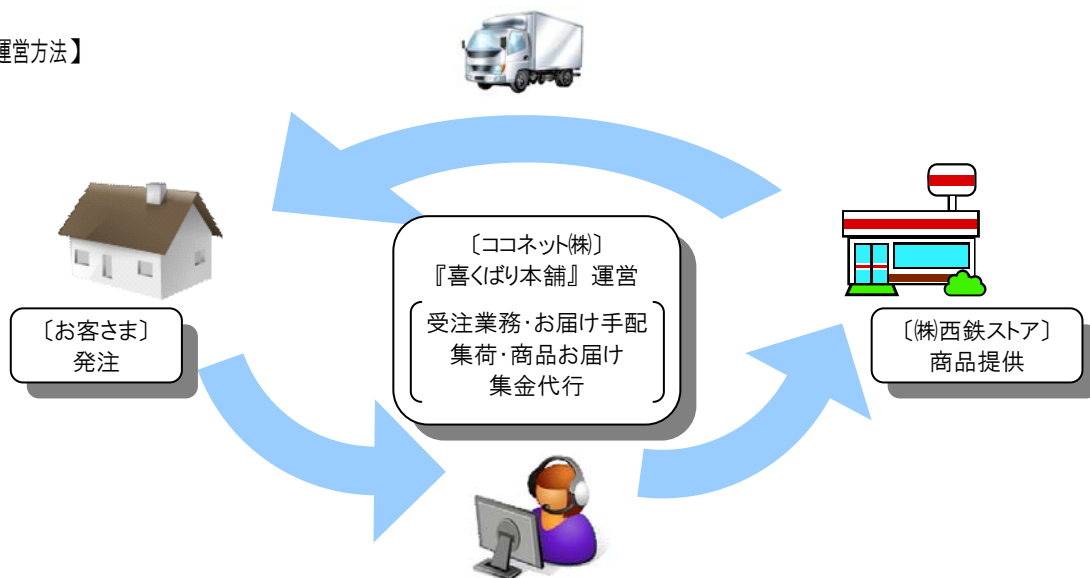 運営方法】
〔ココネット㈱〕
『喜くばり本舗』 運営
受注業務・お届け手配
集荷・商品お届け
集金代行
〔お客さま〕
発注
〔㈱西鉄ストア〕
商品提供